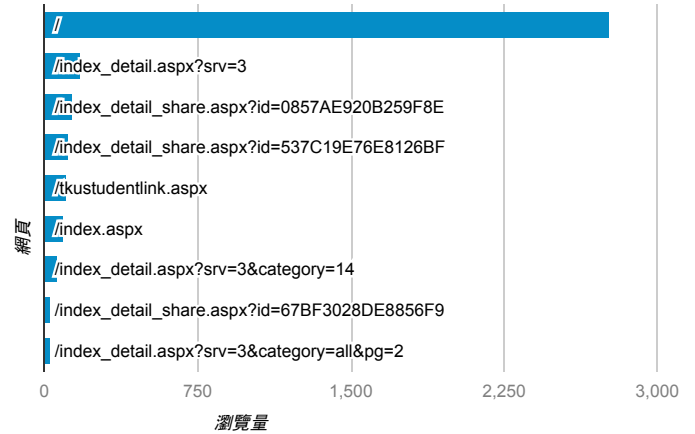 /
/index_detail.aspx?srv=3
/index_detail_share.aspx?id=0857AE920B259F8E
/index_detail_share.aspx?id=537C19E76E8126BF
/tkustudentlink.aspx
/index.aspx
/index_detail.aspx?srv=3&category=14
/index_detail_share.aspx?id=67BF3028DE8856F9
/index_detail.aspx?srv=3&category=all&pg=2
網頁
0 750 1,500 2,250 3,000
瀏覽量